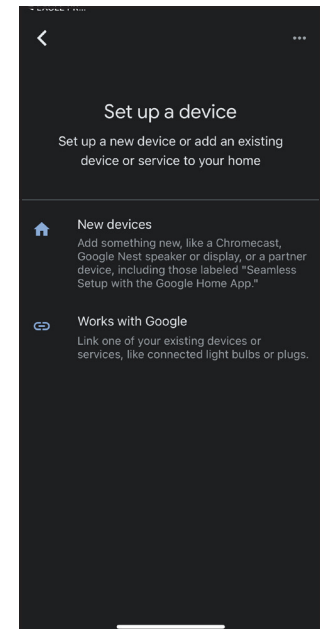 Set up a device
Set up a new device or add an existing
device or service to your home
New devices
Add something new, like a Chromecast,
Google Nest speaker or display, or a partner
device, including those labeled "Seamless
Setup with the Google Home App."
Works with Google
Link one of your existing devices or
services, like connected light bulbs or plugs.